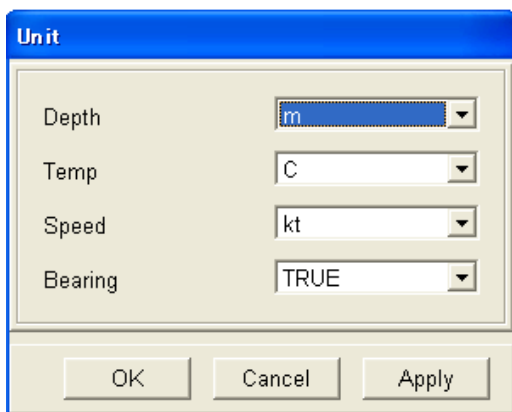 Unit
Depth m
Temp C
Speed kt
Bearing TRUE
OK Cancel Apply